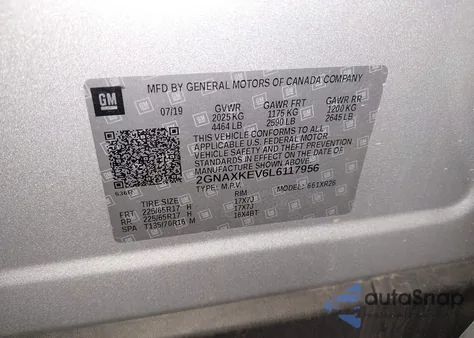 MFD BY GENERAL MOTORS OF CANADA COMPANY
GM
07/19 GVWR GAWR FRT GAWR RR
2025 KG 1175 KG 1200 KG
4464 LB 2590 LB 2645 LB
THIS VEHICLE CONFORMS TO ALL
APPLICABLE U.S. FEDERAL MOTOR
VEHICLE SAFETY AND THEFT PREVENTION
STANDARDS IN EFFECT ON THE DATE OF
MANUFACTURE SHOWN ABOVE.
2GNAXKEV6L6117956
TYPE: M.P.V. MODEL:
TIRE SIZE RIM
FRT 225/65R17 H 17X7J
RR 225/65R17 H 17X7J
SPA T135/70R16 M 16X4BT
autoSnap